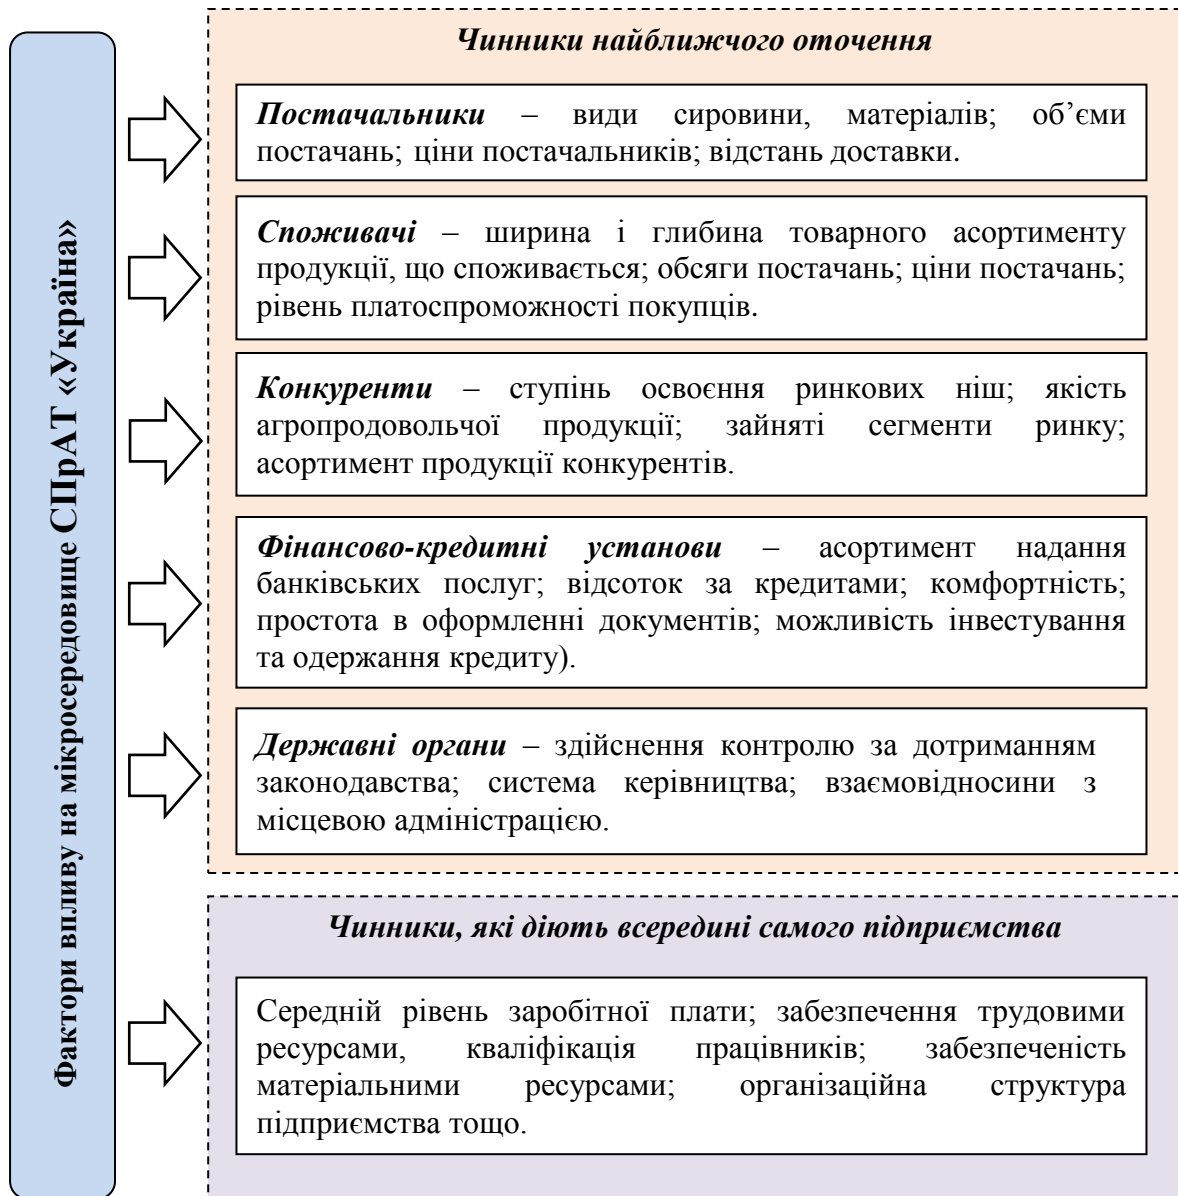 Фактори впливу на мікросередовище СПрАТ «Україна»
Чинники найближчого оточення
Постачальники – види сировини, матеріалів; об’єми
постачань; ціни постачальників; відстань доставки.
Споживачі – ширина і глибина товарного асортименту
продукції, що споживається; обсяги постачань; ціни постачань;
рівень платоспроможності покупців.
Конкуренти – ступінь освоєння ринкових ніш; якість
агропродовольчої продукції; зайняті сегменти ринку;
асортимент продукції конкурентів.
Фінансово-кредитні установи – асортимент надання
банківських послуг; відсоток за кредитами; комфортність;
простота в оформленні документів; можливість інвестування
та одержання кредиту).
Державні органи – здійснення контролю за дотриманням
законодавства; система керівництва; взаємовідносини з
місцевою адміністрацією.
Чинники, які діють всередині самого підприємства
Середній рівень заробітної плати; забезпечення трудовими
ресурсами, кваліфікація працівників; забезпеченість
матеріальними ресурсами; організаційна структура
підприємства тощо.